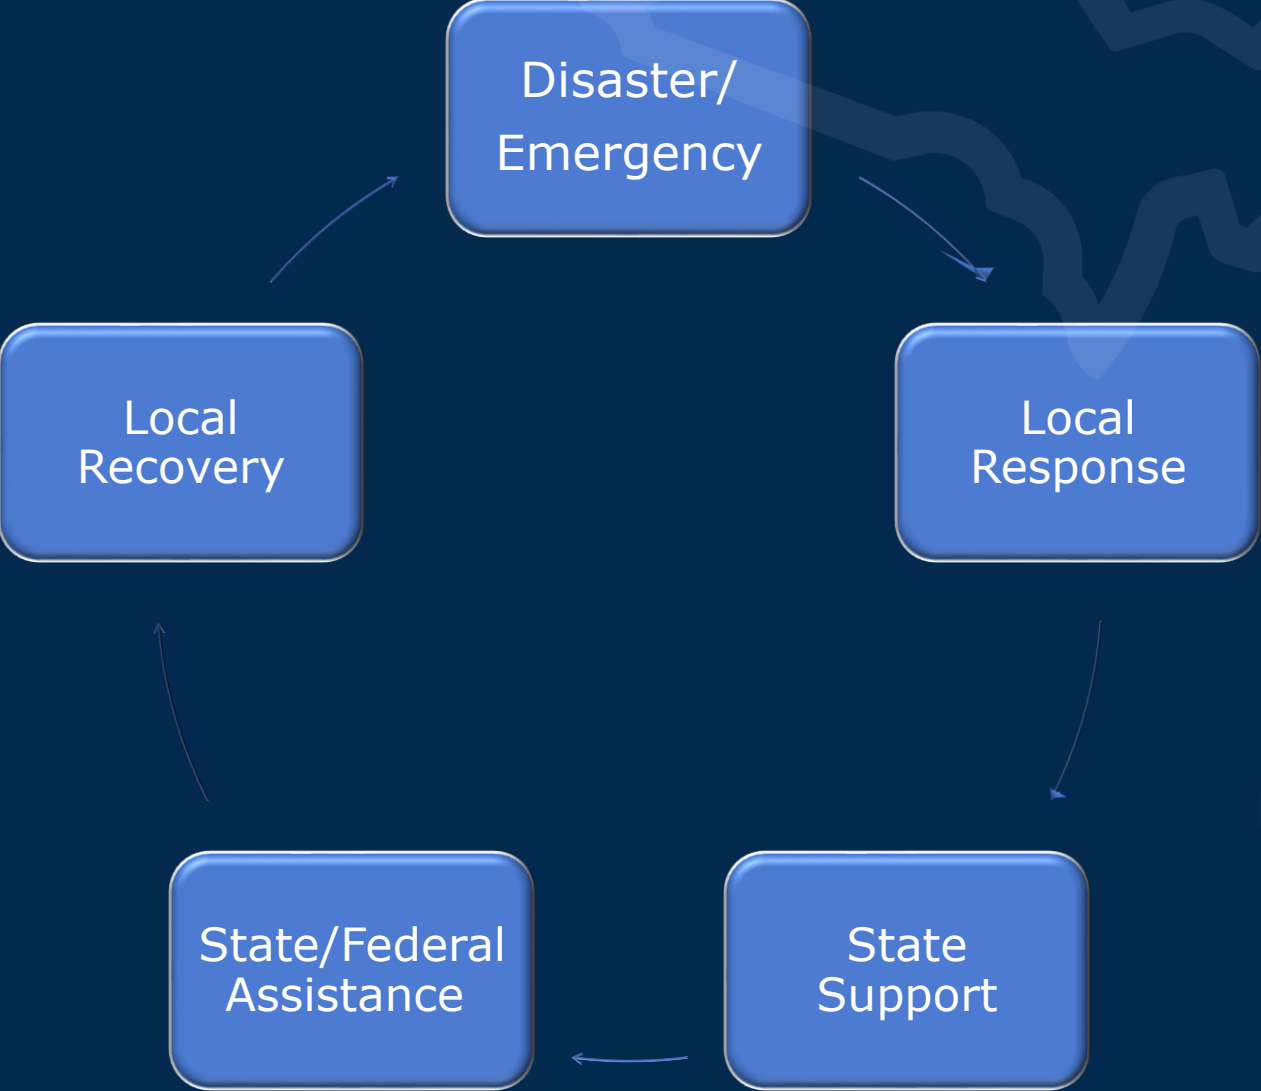 Disaster/
Emergency
Local
Response
State
Support
State/Federal
Assistance
Local
Recovery